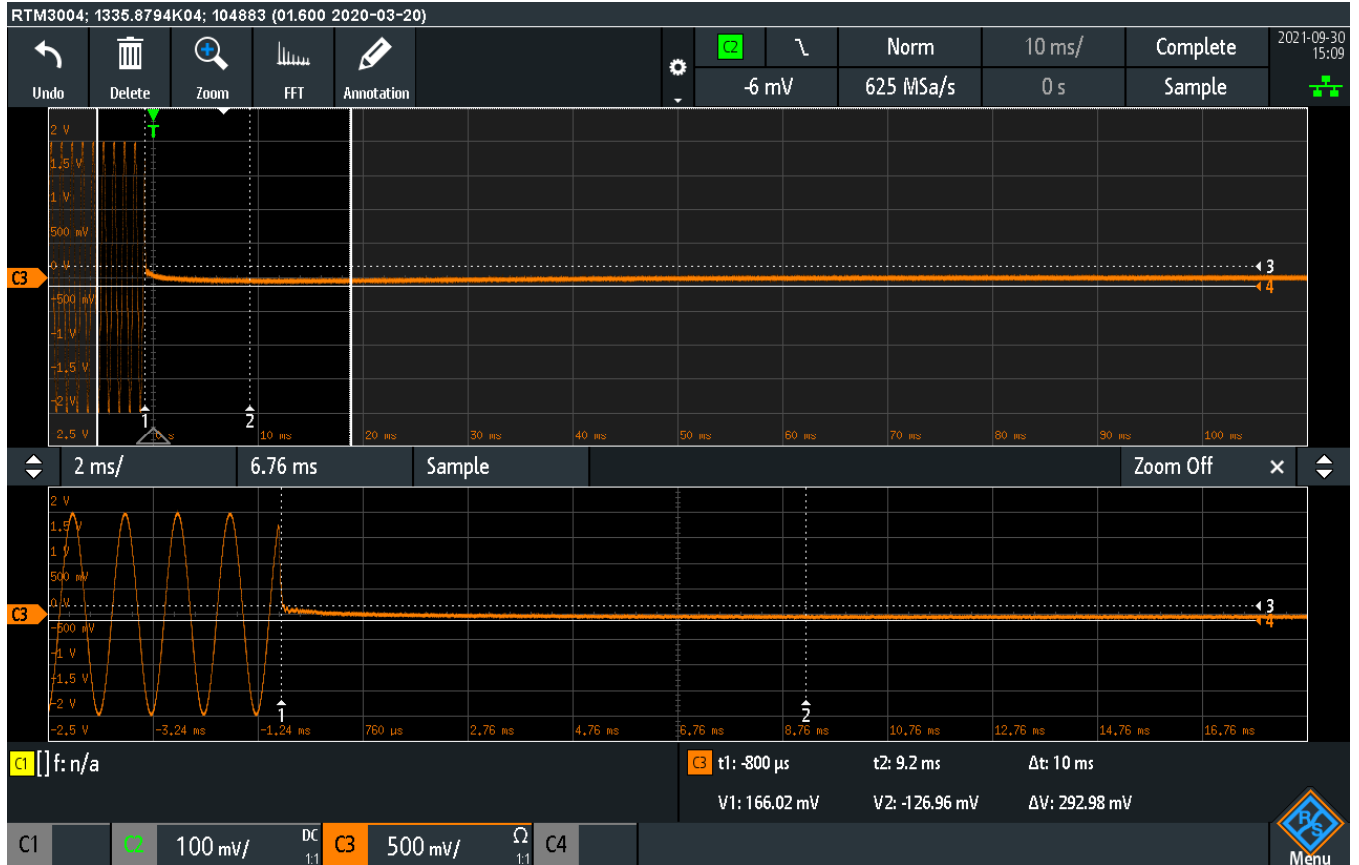 RTM3004; 1335.8794K04; 104883 (01.600 2020-03-20)
Undo Delete Zoom FFT Annotation
C2 Norm 10 ms/ Complete 2021-09-30
15:09
-6 mV 625 MSa/s 0 s Sample
T
2 V
1.5 V
1 V
500 mV
0 V
C3
3
4
-500 mV
-1 V
-1.5 V
-2 V
1 2
2.5 V 0 s 10 ms 20 ms 30 ms 40 ms 50 ms 60 ms 70 ms 80 ms 90 ms 100 ms
2 ms/ 6.76 ms Sample Zoom Off ×
2 V
1.5 V
1 V
500 mV
0 V
C3
3
4
-500 mV
-1 V
-1.5 V
-2 V
1 2
-2.5 V -3.24 ms -1.24 ms 760 µs 2.76 ms 4.76 ms 6.76 ms 8.76 ms 10.76 ms 12.76 ms 14.76 ms 16.76 ms
C1 [] f: n/a
C3 t1: -800 µs t2: 9.2 ms Δt: 10 ms
V1: 166.02 mV V2: -126.96 mV ΔV: 292.98 mV
C1 C2 100 mV/ DC 1:1 C3 500 mV/ Ω 1:1 C4
R&S
Menu